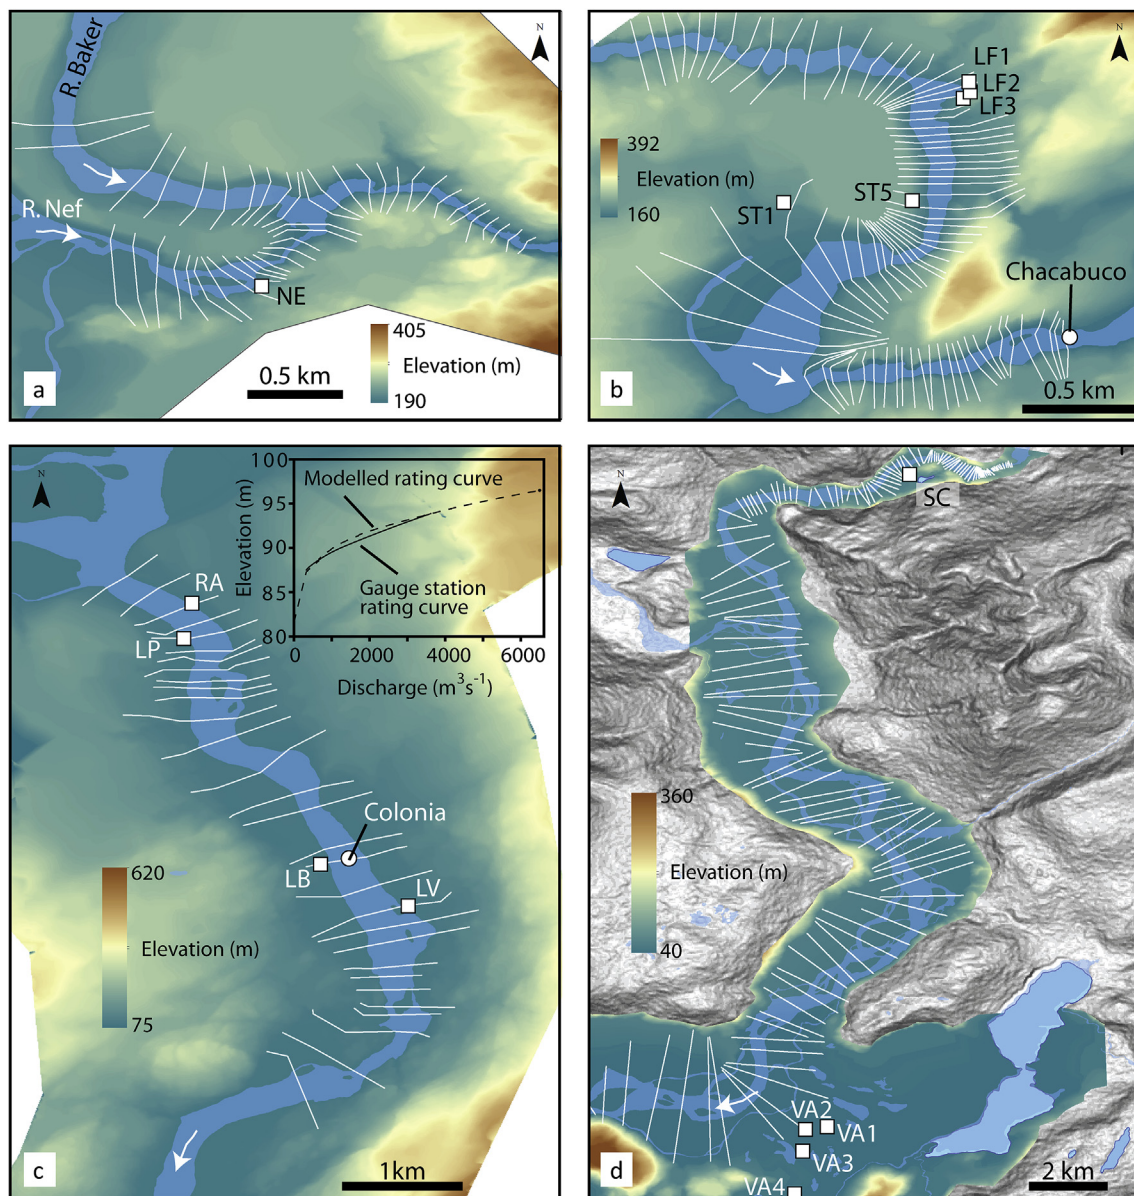 N
R. Baker
R. Nef
NE
405
Elevation (m)
190
0.5 km
a
N
LF1
LF2
LF3
392
Elevation (m)
160
ST5
ST1
Chacabuco
0.5 km
b
N
100
95
90
85
80
Elevation (m)
Modelled rating curve
Gauge station
rating curve
0
2000
4000
6000
Discharge (m³s⁻¹)
RA
LP
Colonia
LB
LV
620
Elevation (m)
75
1km
c
N
SC
360
Elevation (m)
40
VA2
VA1
VA3
VA4
2 km
d